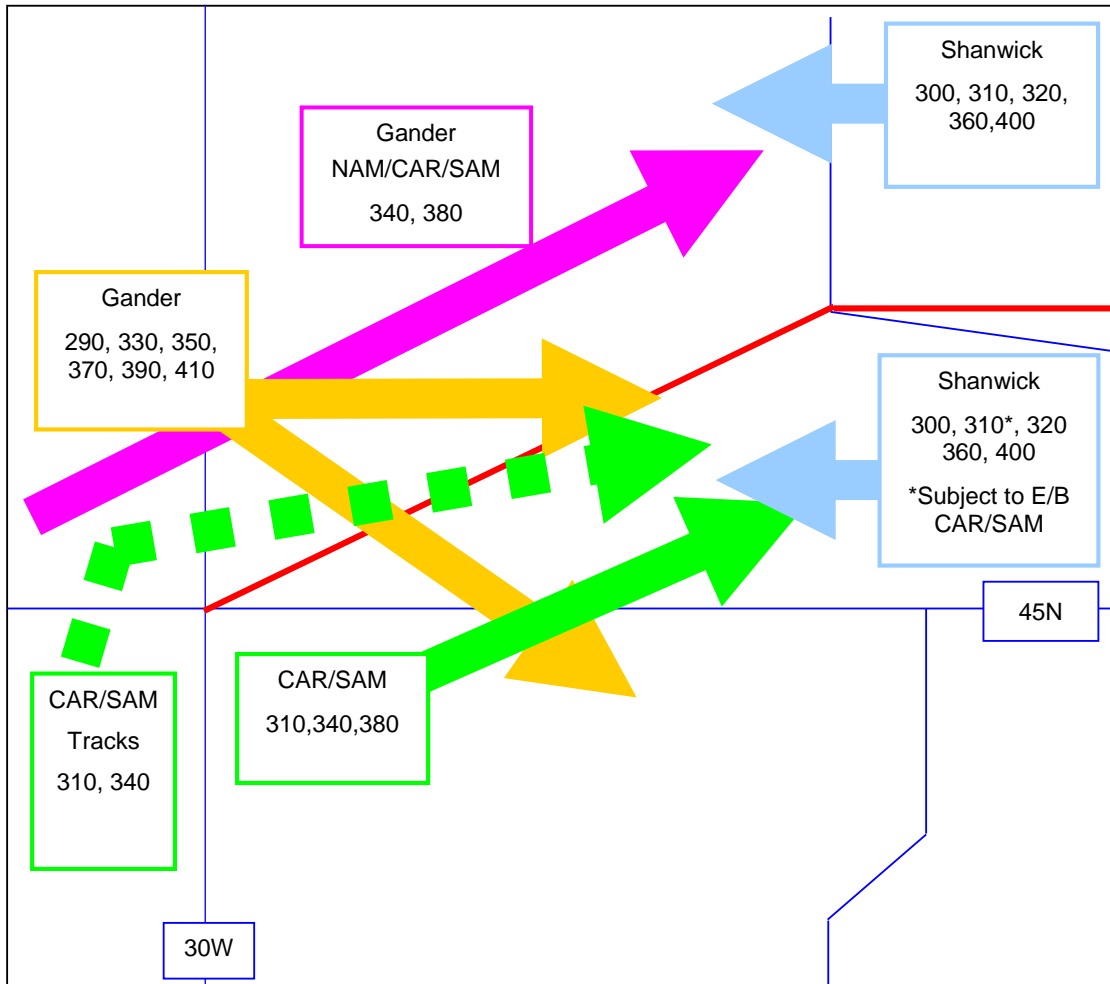 Shanwick
300, 310, 320,
360,400
Gander
NAM/CAR/SAM
340, 380
Gander
290, 330, 350,
370, 390, 410
Shanwick
300, 310*, 320
360, 400
*Subject to E/B
CAR/SAM
45N
CAR/SAM
310,340,380
CAR/SAM
Tracks
310, 340
30W